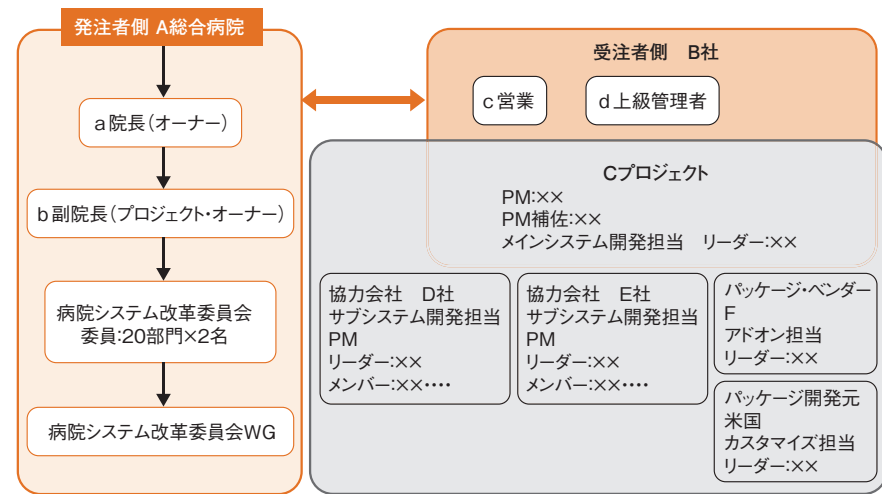 発注者側 A総合病院
a院長(オーナー)
b副院長(プロジェクト・オーナー)
病院システム改革委員会
委員:20部門×2名
病院システム改革委員会WG
受注者側 B社
c営業
d上級管理者
Cプロジェクト
PM:××
PM補佐:××
メインシステム開発担当 リーダー:××
協力会社 D社
サブシステム開発担当
PM
リーダー:××
メンバー:××‥‥
協力会社 E社
サブシステム開発担当
PM
リーダー:××
メンバー:××‥‥
パッケージ・ベンダー
F
アドオン担当
リーダー:××
パッケージ開発元
米国
カスタマイズ担当
リーダー:××